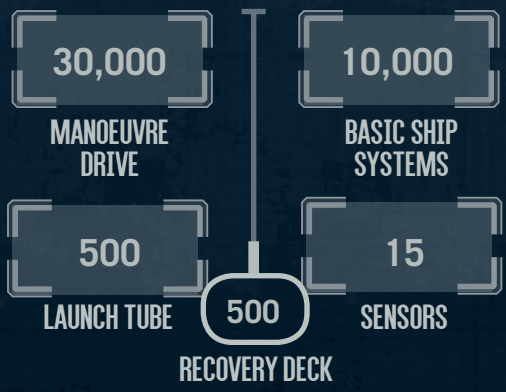 30,000
MANOEUVRE
DRIVE
10,000
BASIC SHIP
SYSTEMS
500
LAUNCH TUBE
15
SENSORS
500
RECOVERY DECK